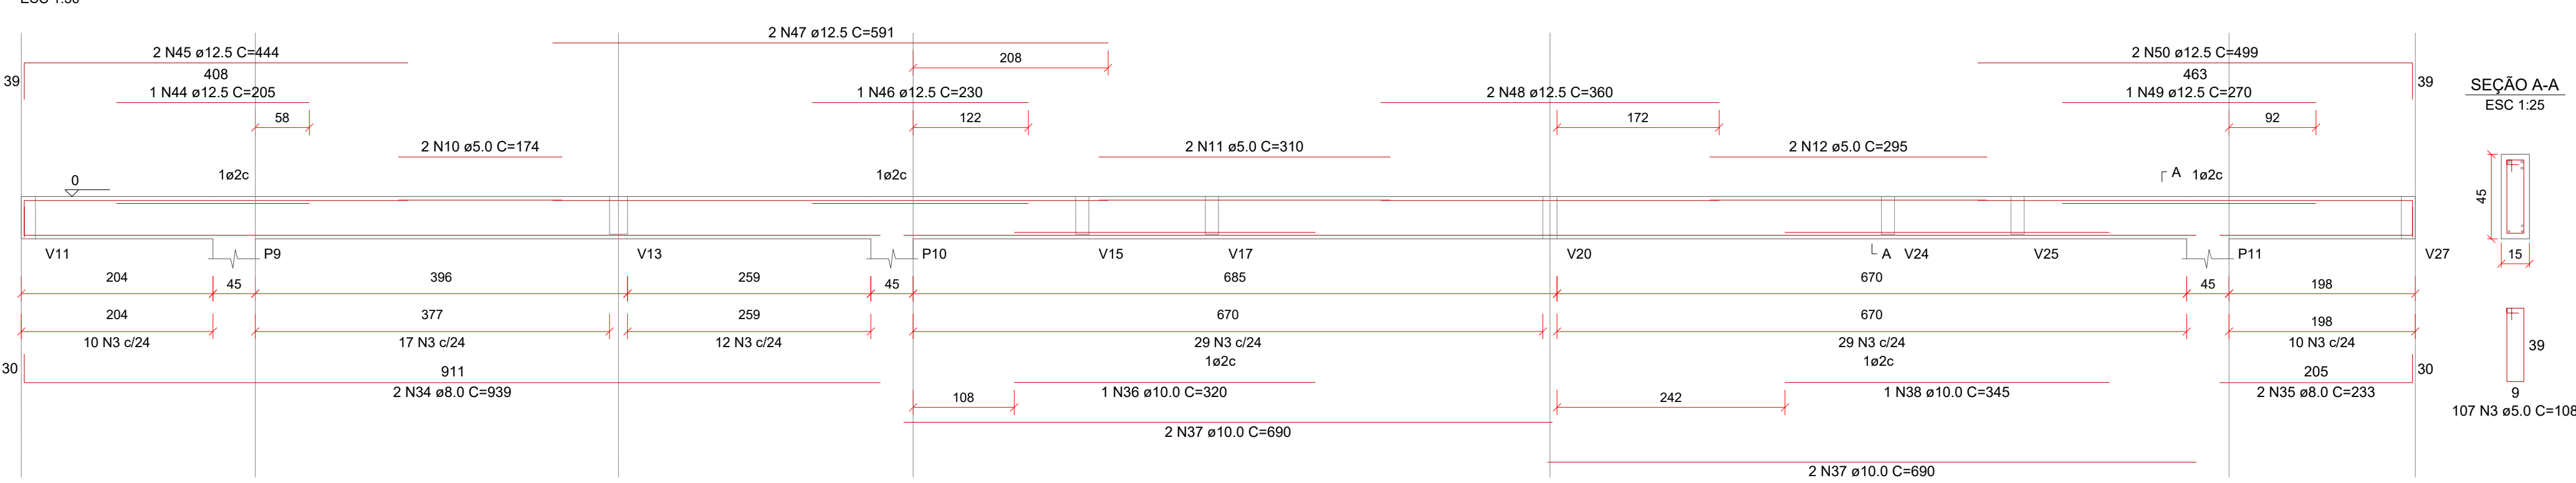 ESC 1:50
2 N47 ø12.5 C=591
2 N45 ø12.5 C=444
208
2 N50 ø12.5 C=499
39
408
463
39
1 N44 ø12.5 C=205
1 N46 ø12.5 C=230
2 N48 ø12.5 C=360
1 N49 ø12.5 C=270
SEÇÃO A-A
ESC 1:25
58
122
172
92
2 N10 ø5.0 C=174
2 N11 ø5.0 C=310
2 N12 ø5.0 C=295
0
1ø2c
1ø2c
A
1ø2c
45
V11
P9
V13
P10
V15
V17
V20
A
V24
V25
P11
V27
15
204
45
396
259
45
685
670
45
198
204
377
259
670
670
198
10 N3 c/24
17 N3 c/24
12 N3 c/24
29 N3 c/24
29 N3 c/24
10 N3 c/24
39
30
911
1ø2c
1ø2c
205
30
2 N34 ø8.0 C=939
1 N36 ø10.0 C=320
1 N38 ø10.0 C=345
2 N35 ø8.0 C=233
9
108
242
107 N3 ø5.0 C=108
2 N37 ø10.0 C=690
2 N37 ø10.0 C=690